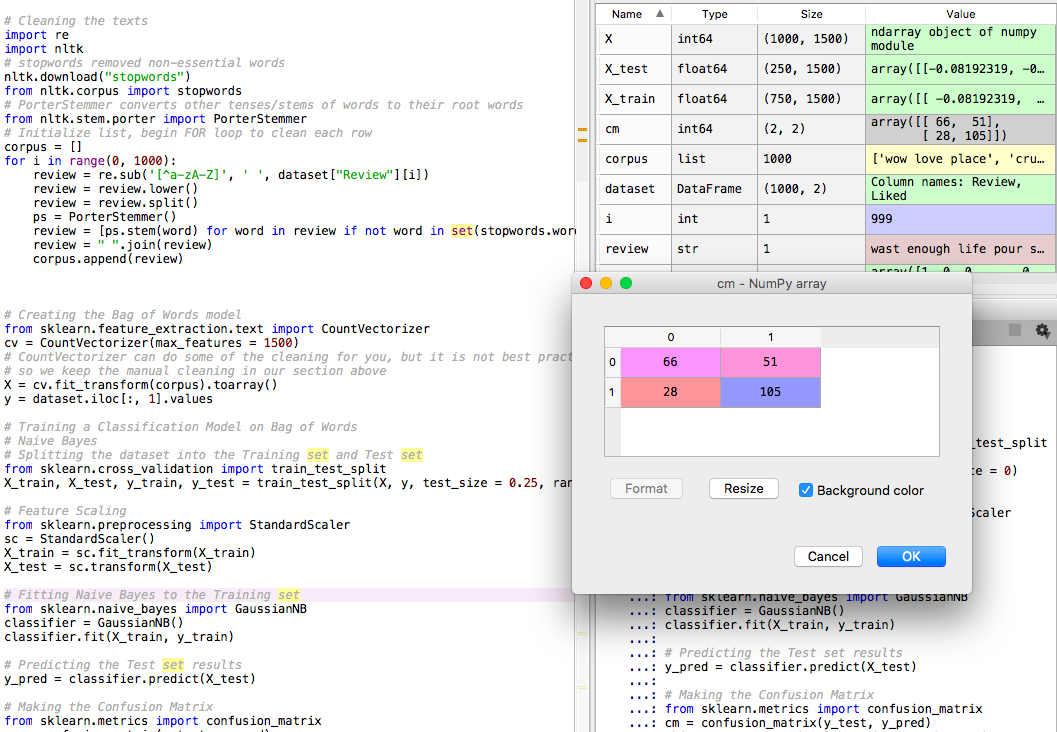 # Cleaning the texts
import re
import nltk
# stopwords removed non-essential words
nltk.download("stopwords")
from nltk.corpus import stopwords
# PorterStemmer converts other tenses/stems of words to their root words
from nltk.stem.porter import PorterStemmer
# Initialize list, begin FOR loop to clean each row
corpus = []
for i in range(0, 1000):
    review = re.sub('[^a-zA-Z]', ' ', dataset["Review"][i])
    review = review.lower()
    review = review.split()
    ps = PorterStemmer()
    review = [ps.stem(word) for word in review if not word in set(stopwords.wor
    review = " ".join(review)
    corpus.append(review)
# Creating the Bag of Words model
from sklearn.feature_extraction.text import CountVectorizer
cv = CountVectorizer(max_features = 1500)
# CountVectorizer can do some of the cleaning for you, but it is not best pract
# so we keep the manual cleaning in our section above
X = cv.fit_transform(corpus).toarray()
y = dataset.iloc[:, 1].values
# Training a Classification Model on Bag of Words
# Naive Bayes
# Splitting the dataset into the Training set and Test set
from sklearn.cross_validation import train_test_split
X_train, X_test, y_train, y_test = train_test_split(X, y, test_size = 0.25, ran
# Feature Scaling
from sklearn.preprocessing import StandardScaler
sc = StandardScaler()
X_train = sc.fit_transform(X_train)
X_test = sc.transform(X_test)
# Fitting Naive Bayes to the Training set
from sklearn.naive_bayes import GaussianNB
classifier = GaussianNB()
classifier.fit(X_train, y_train)
# Predicting the Test set results
y_pred = classifier.predict(X_test)
# Making the Confusion Matrix
from sklearn.metrics import confusion_matrix
Name ▲ Type Size Value
X int64 (1000, 1500) ndarray object of numpy
module
X_test float64 (250, 1500) array([[-0.08192319, -0…
X_train float64 (750, 1500) array([[ -0.08192319, …
cm int64 (2, 2) array([[ 66,  51],
       [ 28, 105]])
corpus list 1000 ['wow love place', 'cru…
dataset DataFrame (1000, 2) Column names: Review,
Liked
i int 1 999
review str 1 wast enough life pour s…
cm - NumPy array
0 1
0 66 51
1 28 105
Format Resize Background color
Cancel OK
_test_split
ce = 0)
Scaler
...: from sklearn.naive_bayes import GaussianNB
...: classifier = GaussianNB()
...: classifier.fit(X_train, y_train)
...:
...: # Predicting the Test set results
...: y_pred = classifier.predict(X_test)
...:
...: # Making the Confusion Matrix
...: from sklearn.metrics import confusion_matrix
...: cm = confusion_matrix(y_test, y_pred)